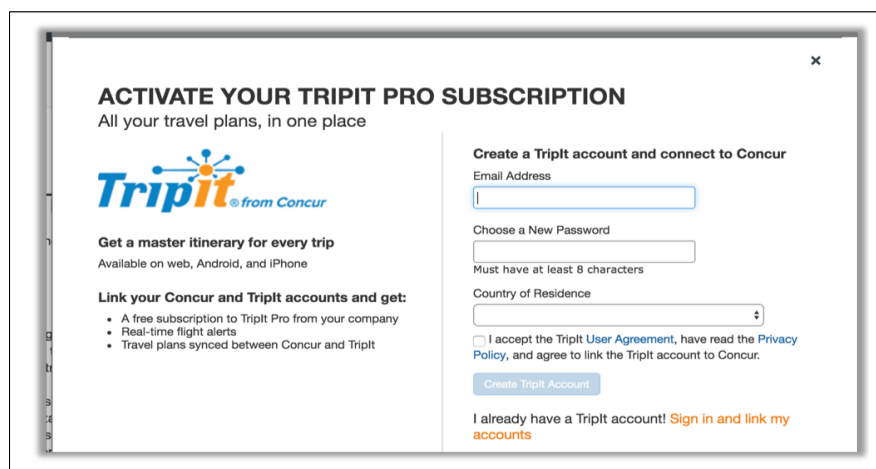 ×
ACTIVATE YOUR TRIPIT PRO SUBSCRIPTION
All your travel plans, in one place
TripIt® from Concur
Get a master itinerary for every trip
Available on web, Android, and iPhone
Link your Concur and TripIt accounts and get:
• A free subscription to TripIt Pro from your company
• Real-time flight alerts
• Travel plans synced between Concur and TripIt
Create a TripIt account and connect to Concur
Email Address
Choose a New Password
Must have at least 8 characters
Country of Residence
I accept the TripIt User Agreement, have read the Privacy
Policy, and agree to link the TripIt account to Concur.
Create TripIt Account
I already have a TripIt account! Sign in and link my
accounts